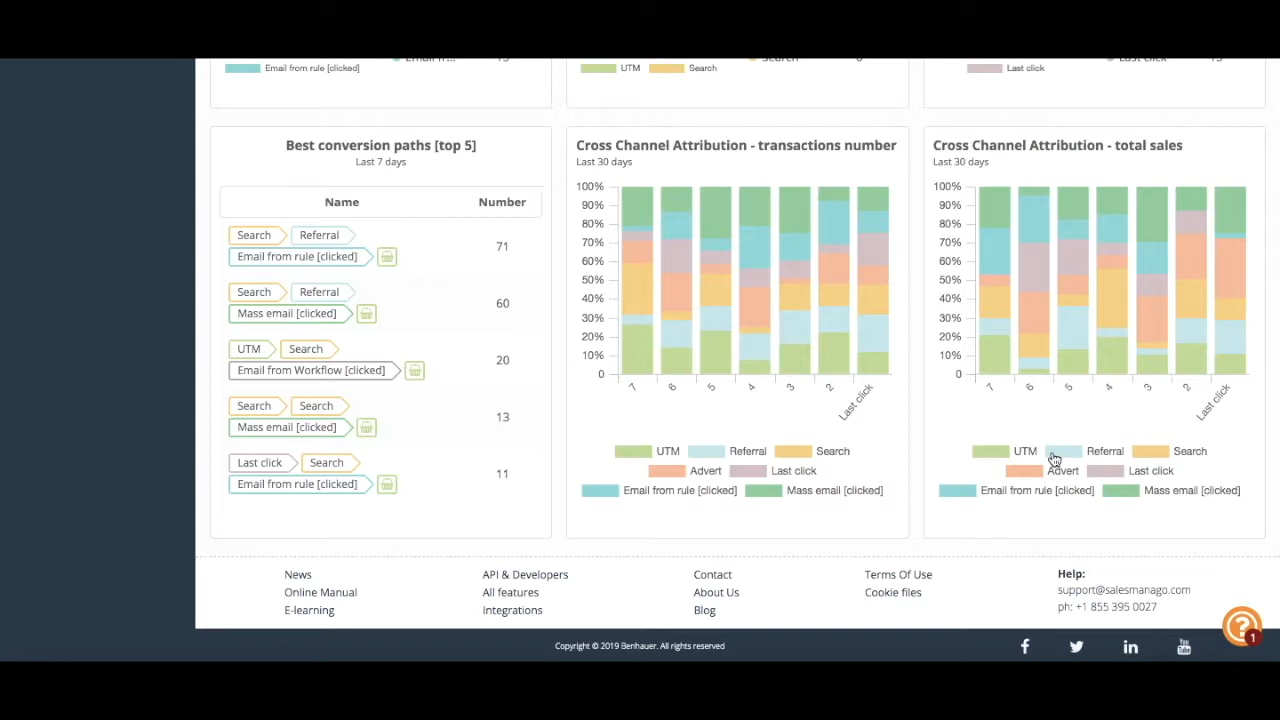 Email from rule [clicked]
Email fr...
UTM
Search
Search
Last click
Last click
Best conversion paths [top 5]
Last 7 days
Name Number
Search Referral
Email from rule [clicked]
71
Search Referral
Mass email [clicked]
60
UTM Search
Email from Workflow [clicked]
20
Search Search
Mass email [clicked]
13
Last click Search
Email from rule [clicked]
11
Cross Channel Attribution - transactions number
Last 30 days
100%
90%
80%
70%
60%
50%
40%
30%
20%
10%
0
7 6 5 4 3 2 Last click
UTM Referral Search
Advert Last click
Email from rule [clicked] Mass email [clicked]
Cross Channel Attribution - total sales
Last 30 days
100%
90%
80%
70%
60%
50%
40%
30%
20%
10%
0
7 6 5 4 3 2 Last click
UTM Referral Search
Advert Last click
Email from rule [clicked] Mass email [clicked]
News
Online Manual
E-learning
API & Developers
All features
Integrations
Contact
About Us
Blog
Terms Of Use
Cookie files
Help:
support@salesmanago.com
ph: +1 855 395 0027
1
Copyright © 2019 Benhauer. All rights reserved
You Tube